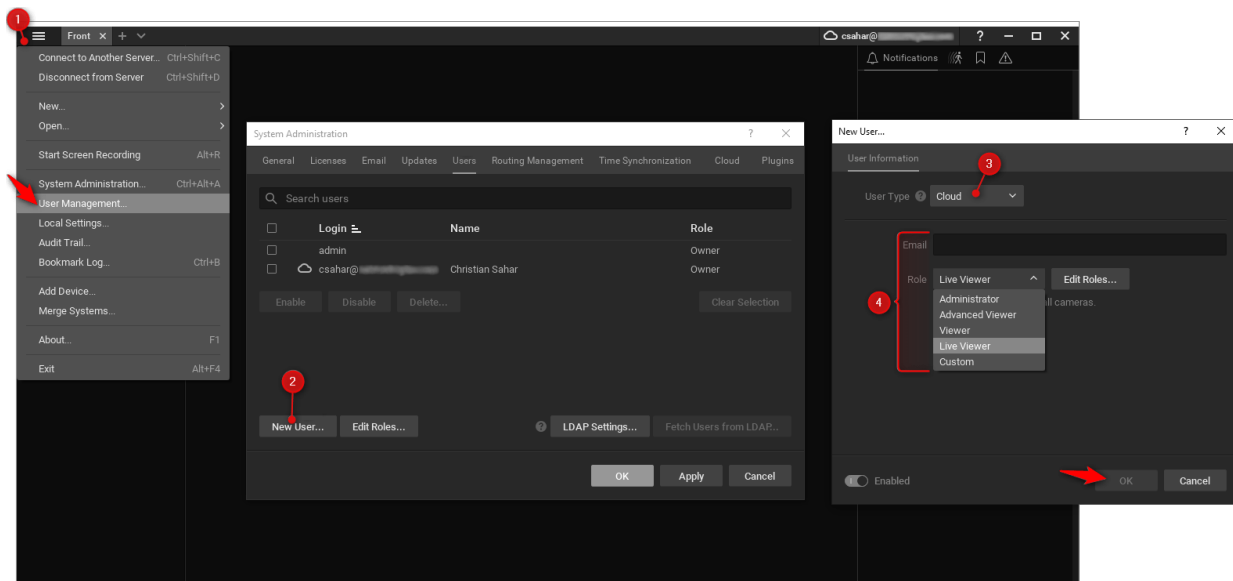 1
Front
csahar@
?
Connect to Another Server... Ctrl+Shift+C
Disconnect from Server Ctrl+Shift+D
New...
Open...
Start Screen Recording Alt+R
System Administration... Ctrl+Alt+A
User Management...
Local Settings...
Audit Trail...
Bookmark Log... Ctrl+B
Add Device...
Merge Systems...
About... F1
Exit Alt+F4
Notifications
System Administration ?
General Licenses Email Updates Users Routing Management Time Synchronization Cloud Plugins
Search users
Login Name Role
admin Owner
csahar@ Christian Sahar Owner
Enable Disable Delete... Clear Selection
2
New User... Edit Roles... ? LDAP Settings... Fetch Users from LDAP...
OK Apply Cancel
New User... ?
User Information
3
User Type ? Cloud
4
Email
Role Live Viewer Edit Roles...
Administrator
ll cameras.
Advanced Viewer
Viewer
Live Viewer
Custom
Enabled OK Cancel